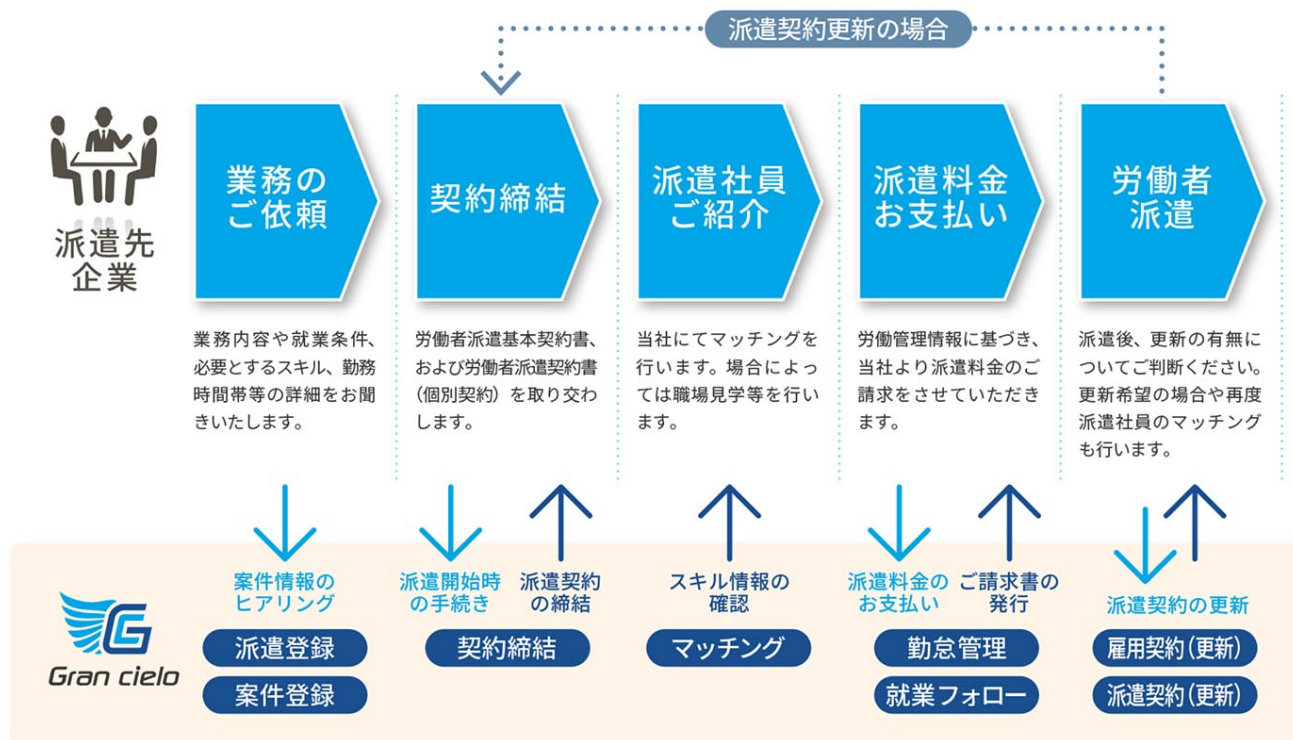 派遣契約更新の場合
派遣先
企業
業務の
ご依頼
業務内容や就業条件、
必要とするスキル、勤務
時間帯等の詳細をお聞
きいたします。
契約締結
労働者派遣基本契約書、
および労働者派遣契約書
（個別契約）を取り交わ
します。
派遣社員
ご紹介
当社にてマッチングを
行います。場合によっ
ては職場見学等を行い
ます。
派遣料金
お支払い
労働管理情報に基づき、
当社より派遣料金のご
請求をさせていただき
ます。
労働者
派遣
派遣後、更新の有無に
ついてご判断ください。
更新希望の場合や再度
派遣社員のマッチング
も行います。
G
Gran cielo
案件情報の
ヒアリング
派遣登録
案件登録
派遣開始時
の手続き
派遣契約
の締結
契約締結
スキル情報の
確認
マッチング
派遣料金の
お支払い
ご請求書の
発行
勤怠管理
就業フォロー
派遣契約の更新
雇用契約（更新）
派遣契約（更新）